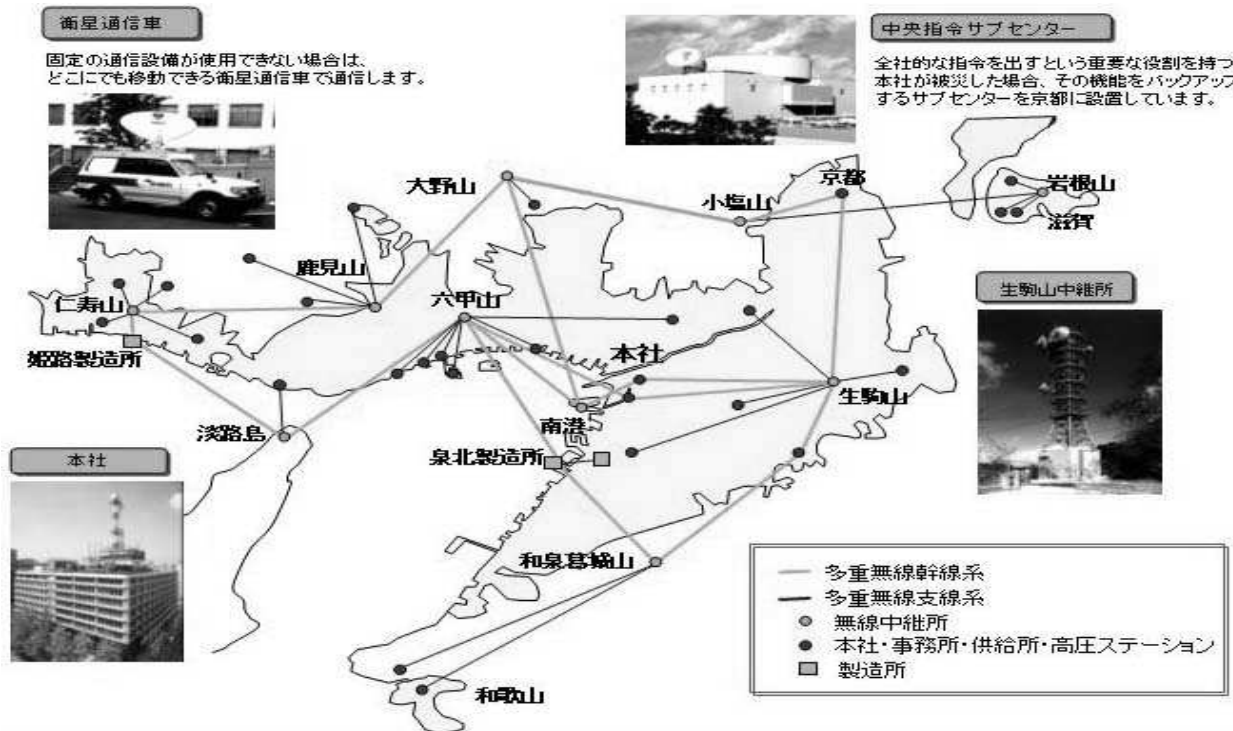 衛星通信車
固定の通信設備が使用できない場合は、
どこにでも移動できる衛星通信車で通信します。
中央指令サブセンター
全社的な指令を出すという重要な役割を持つ
本社が被災した場合、その機能をバックアップ
するサブセンターを京都に設置しています。
大野山
小塩山
京都
岩根山
滋賀
鹿見山
仁寿山
六甲山
生駒山中継所
姫路製造所
本社
生駒山
南港
淡路島
泉北製造所
本社
和泉葛城山
和歌山
多重無線幹線系
多重無線支線系
無線中継所
本社・事務所・供給所・高圧ステーション
製造所